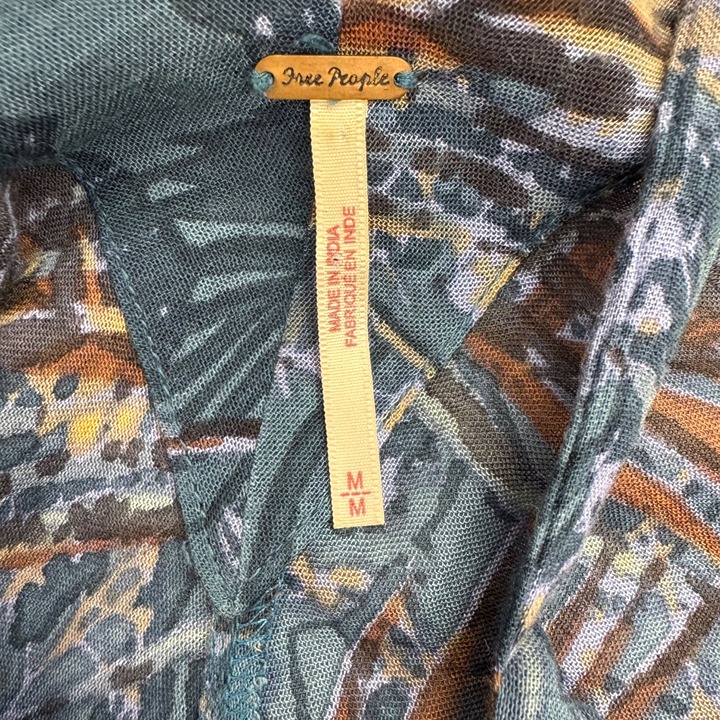 Free People
MADE IN INDIA
FABRIQUÉ EN INDE
M
M